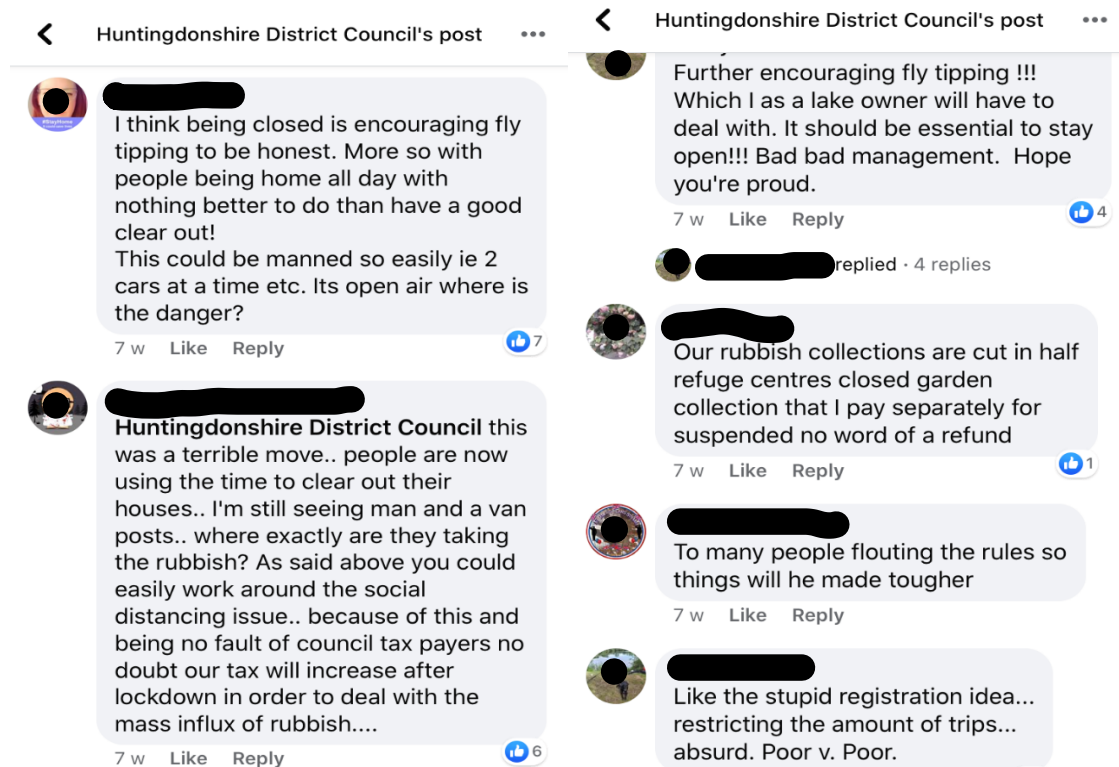 Huntingdonshire District Council's post
I think being closed is encouraging fly
tipping to be honest. More so with
people being home all day with
nothing better to do than have a good
clear out!
This could be manned so easily ie 2
cars at a time etc. Its open air where is
the danger?
7 w Like Reply
7
Huntingdonshire District Council this
was a terrible move.. people are now
using the time to clear out their
houses.. I'm still seeing man and a van
posts.. where exactly are they taking
the rubbish? As said above you could
easily work around the social
distancing issue.. because of this and
being no fault of council tax payers no
doubt our tax will increase after
lockdown in order to deal with the
mass influx of rubbish....
7 w Like Reply
6
Huntingdonshire District Council's post
Further encouraging fly tipping !!!
Which I as a lake owner will have to
deal with. It should be essential to stay
open!!! Bad bad management. Hope
you're proud.
7 w Like Reply
4
replied · 4 replies
Our rubbish collections are cut in half
refuge centres closed garden
collection that I pay separately for
suspended no word of a refund
7 w Like Reply
1
To many people flouting the rules so
things will he made tougher
7 w Like Reply
Like the stupid registration idea...
restricting the amount of trips...
absurd. Poor v. Poor.